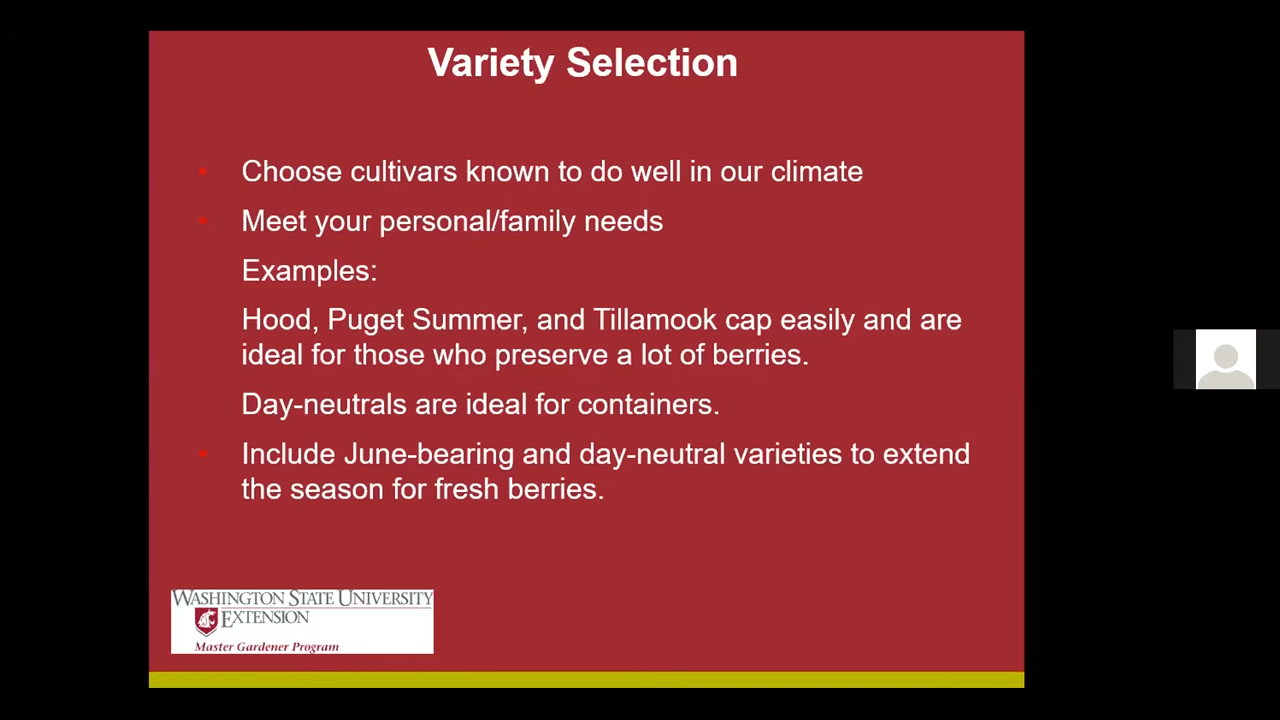 Variety Selection
Choose cultivars known to do well in our climate
Meet your personal/family needs
Examples:
Hood, Puget Summer, and Tillamook cap easily and are
ideal for those who preserve a lot of berries.
Day-neutrals are ideal for containers.
Include June-bearing and day-neutral varieties to extend
the season for fresh berries.
WASHINGTON STATE UNIVERSITY
EXTENSION
Master Gardener Program